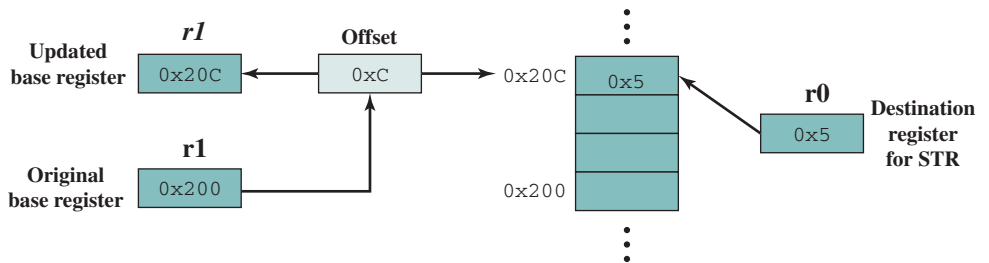 r1
Offset
Updated
base register
0x20C
0xC
0x20C
0x5
r0
0x5
Destination
register
for STR
r1
Original
base register
0x200
0x200